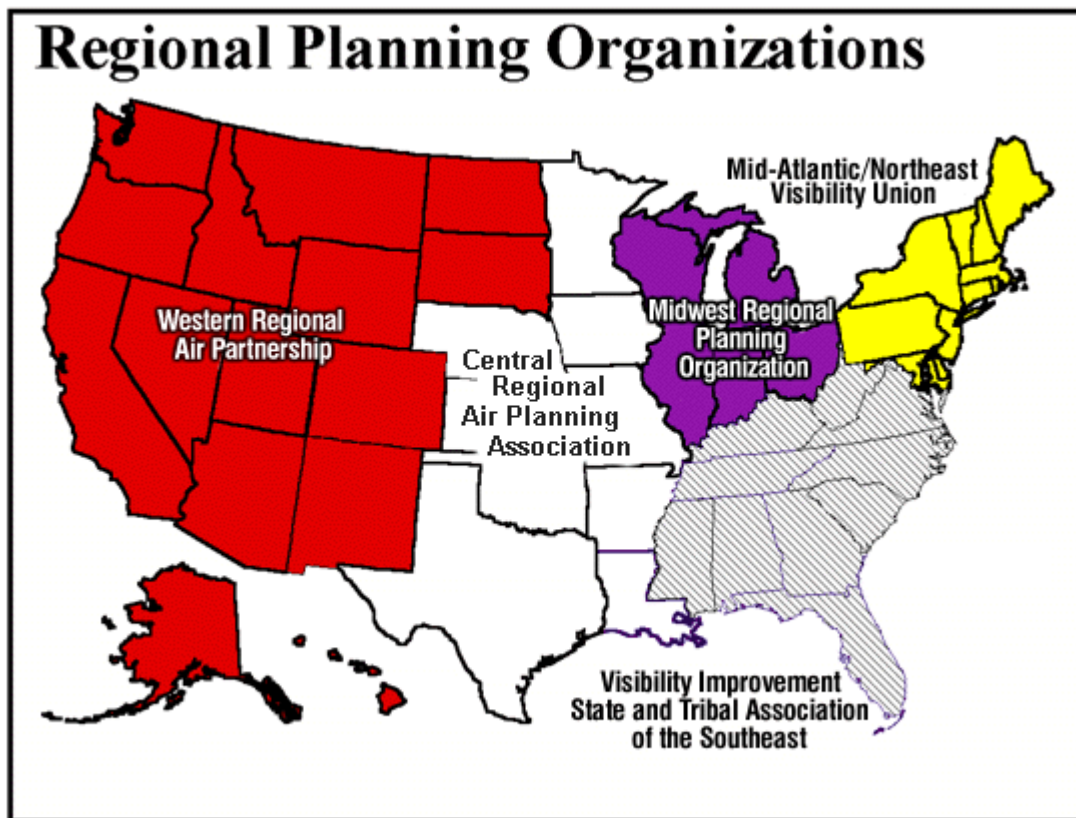 Regional Planning Organizations
Mid-Atlantic/Northeast
Visibility Union
Western Regional
Air Partnership
Midwest Regional
Planning
Organization
Central
Regional
Air Planning
Association
Visibility Improvement
State and Tribal Association
of the Southeast